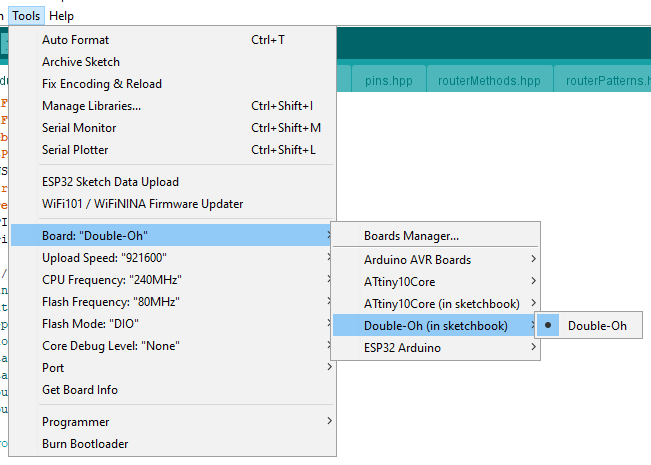 Tools Help
Auto Format Ctrl+T
Archive Sketch
Fix Encoding & Reload
pins.hpp routerMethods.hpp
Manage Libraries... Ctrl+Shift+I
Serial Monitor Ctrl+Shift+M
Serial Plotter Ctrl+Shift+L
ESP32 Sketch Data Upload
WiFi101 / WiFiNINA Firmware Updater
Board: "Double-Oh"
Upload Speed: "921600"
CPU Frequency: "240MHz"
Flash Frequency: "80MHz"
Flash Mode: "DIO"
Core Debug Level: "None"
Port
Get Board Info
Programmer
Burn Bootloader
Boards Manager...
Arduino AVR Boards
ATtiny10Core
ATtiny10Core (in sketchbook)
Double-Oh (in sketchbook)
ESP32 Arduino
Double-Oh